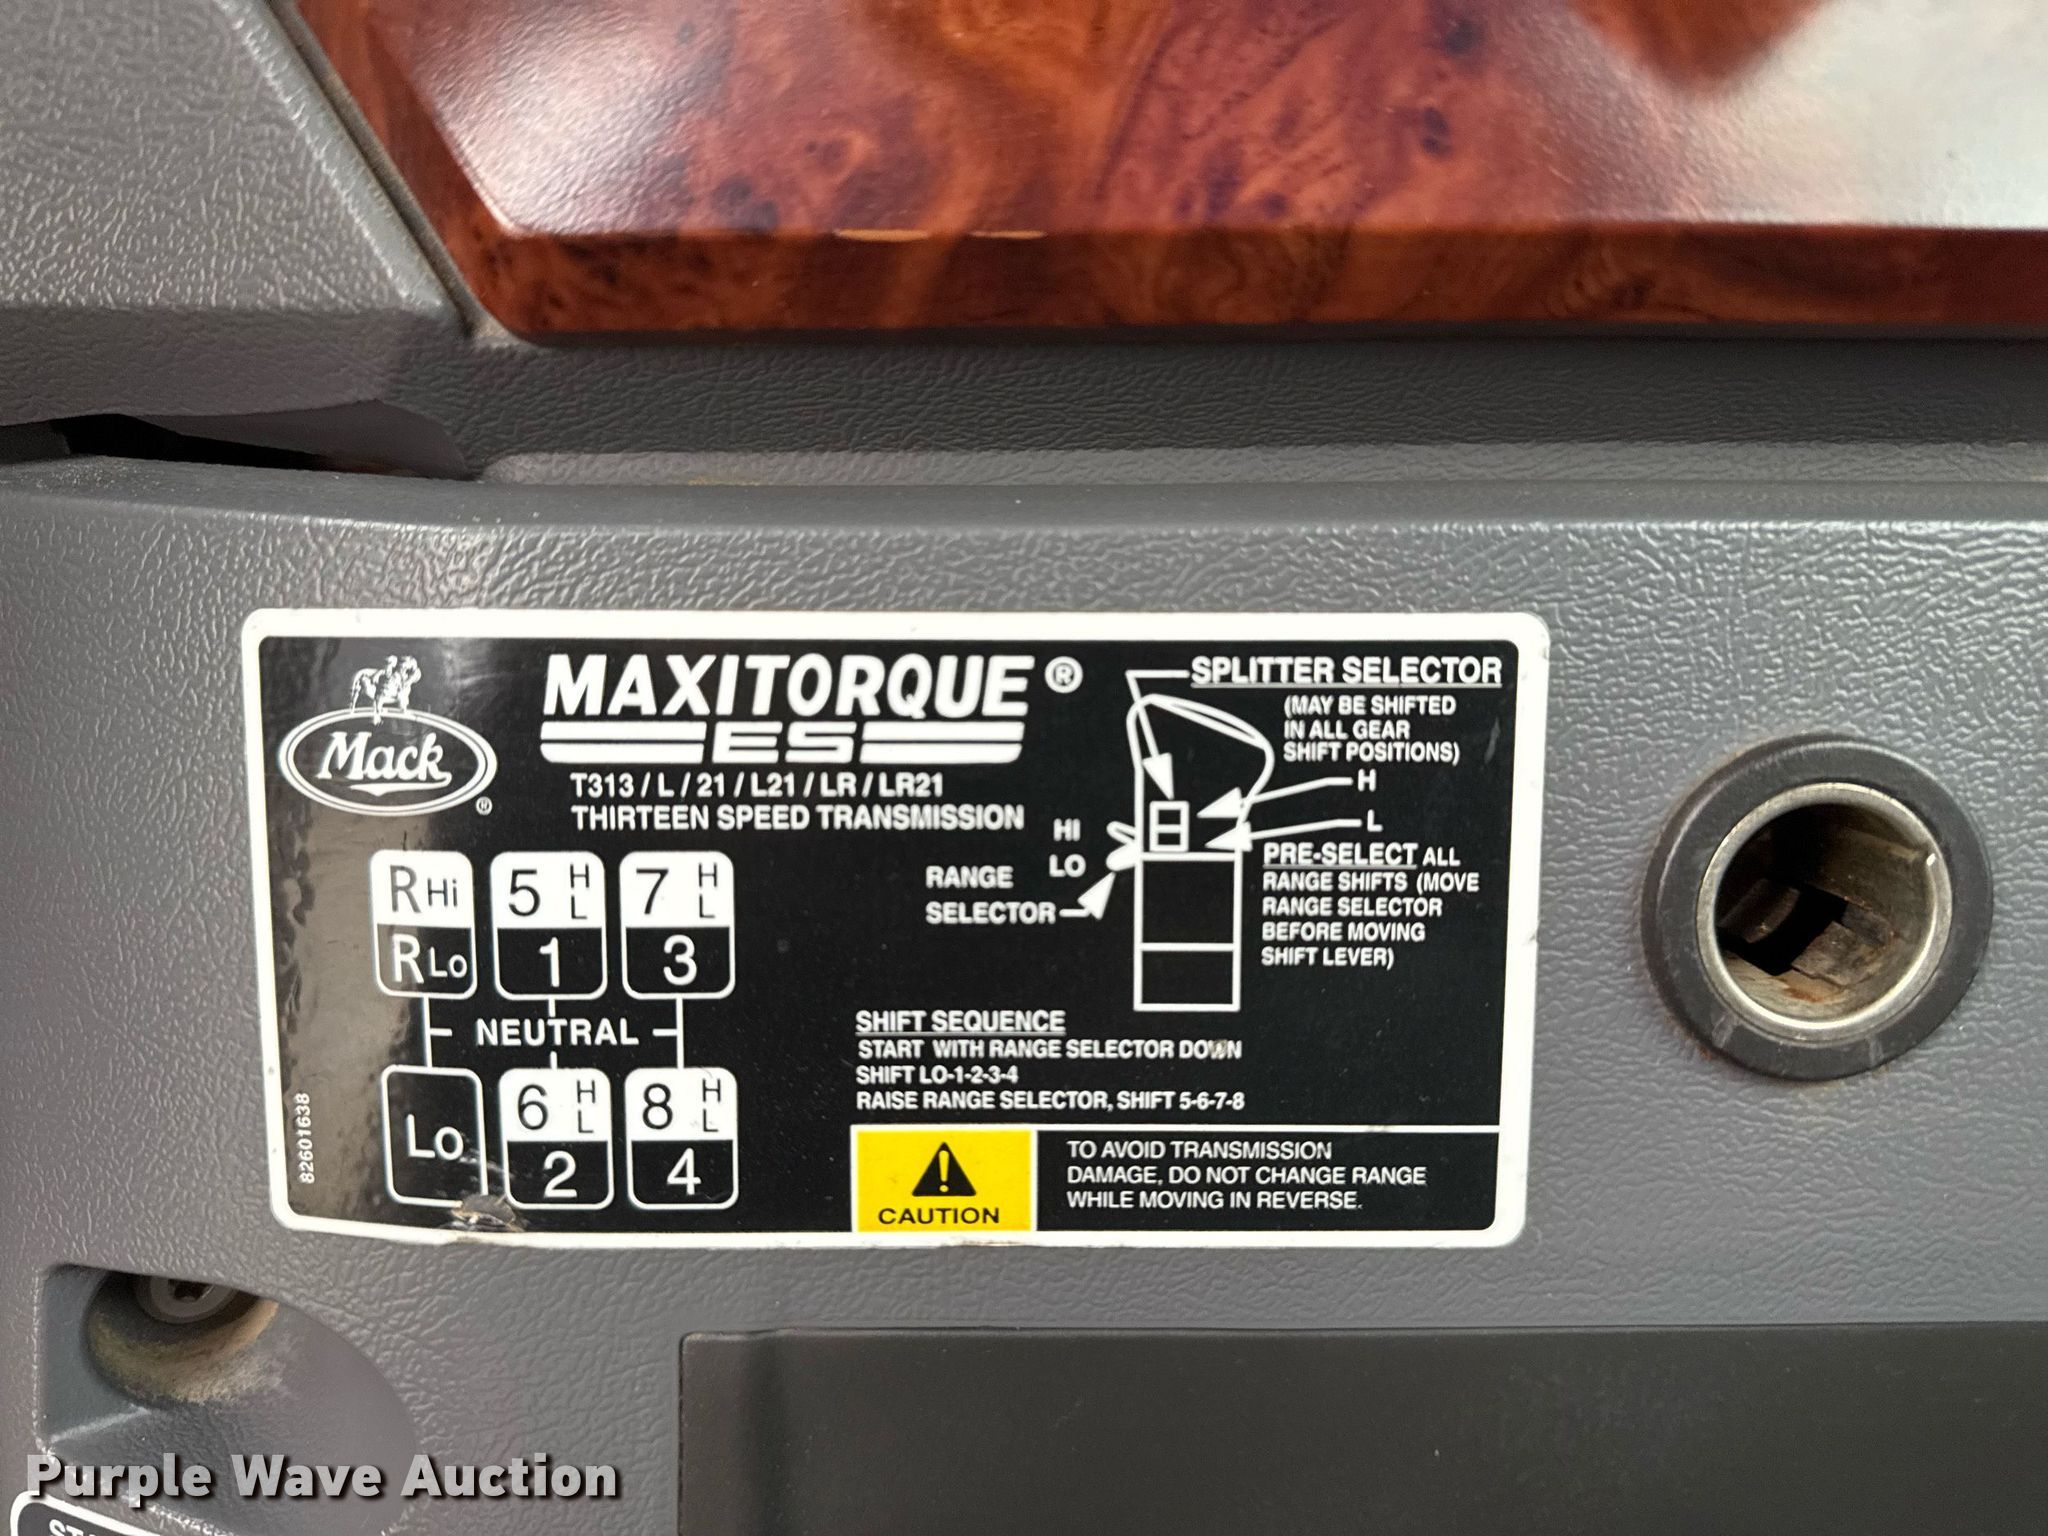 MAXITORQUE®
ES
Mack
®
T313 / L / 21 / L21 / LR / LR21
THIRTEEN SPEED TRANSMISSION
SPLITTER SELECTOR
(MAY BE SHIFTED
IN ALL GEAR
SHIFT POSITIONS)
H
L
HI
LO
RANGE
SELECTOR
PRE-SELECT ALL
RANGE SHIFTS (MOVE
RANGE SELECTOR
BEFORE MOVING
SHIFT LEVER)
R Hi 5 H L 7 H L
R Lo 1 3
NEUTRAL
Lo 6 H L 8 H L
2 4
82601638
SHIFT SEQUENCE
START WITH RANGE SELECTOR DOWN
SHIFT LO-1-2-3-4
RAISE RANGE SELECTOR, SHIFT 5-6-7-8
CAUTION
TO AVOID TRANSMISSION
DAMAGE, DO NOT CHANGE RANGE
WHILE MOVING IN REVERSE.
Purple Wave Auction